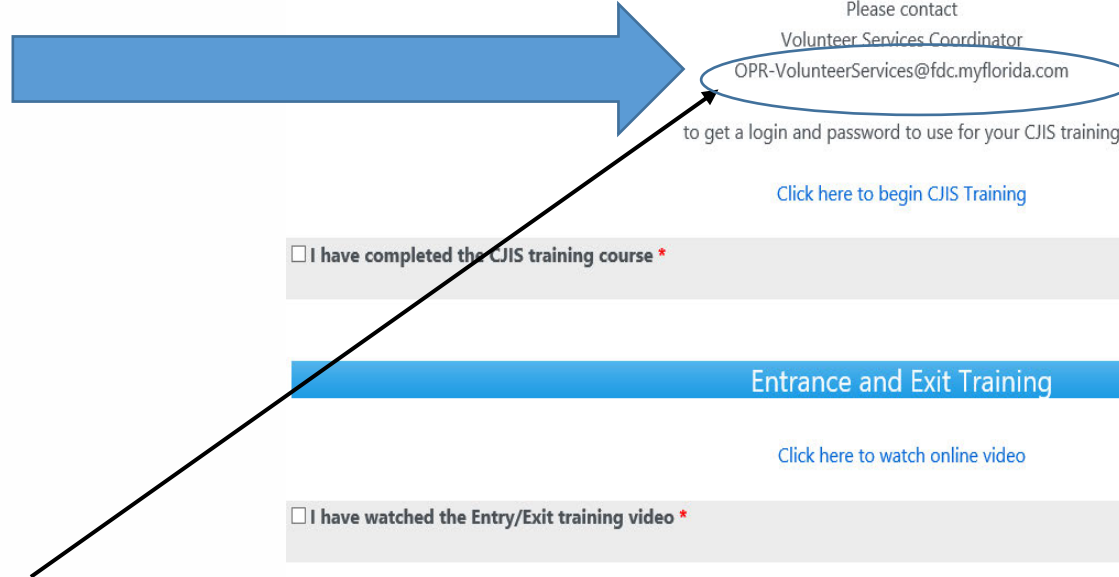 Please contact
Volunteer Services Coordinator
OPR-VolunteerServices@fdc.myflorida.com
to get a login and password to use for your CJIS training
Click here to begin CJIS Training
I have completed the CJIS training course *
Entrance and Exit Training
Click here to watch online video
I have watched the Entry/Exit training video *